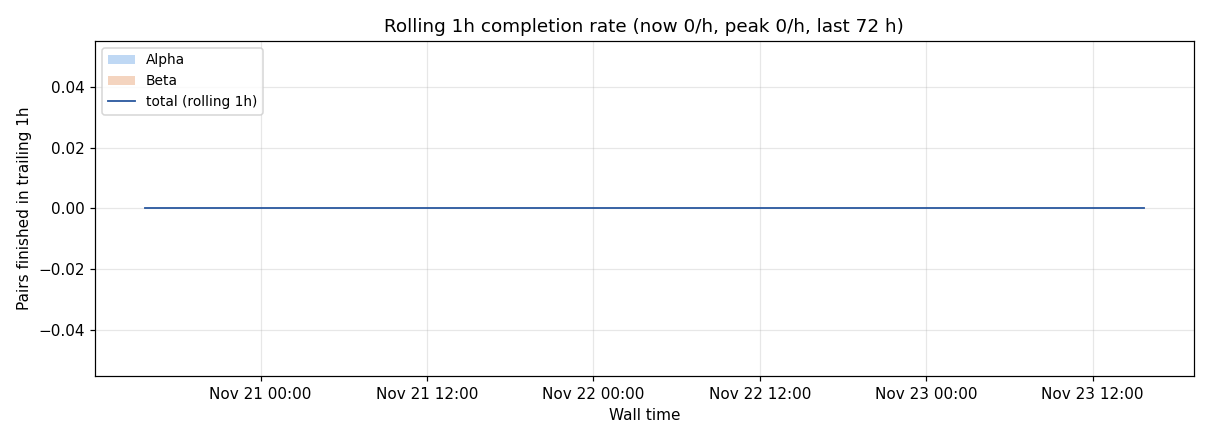 Rolling 1h completion rate (now 0/h, peak 0/h, last 72 h)
Alpha
Beta
total (rolling 1h)
Pairs finished in trailing 1h
0.04
0.02
0.00
−0.02
−0.04
Nov 21 00:00
Nov 21 12:00
Nov 22 00:00
Nov 22 12:00
Nov 23 00:00
Nov 23 12:00
Wall time